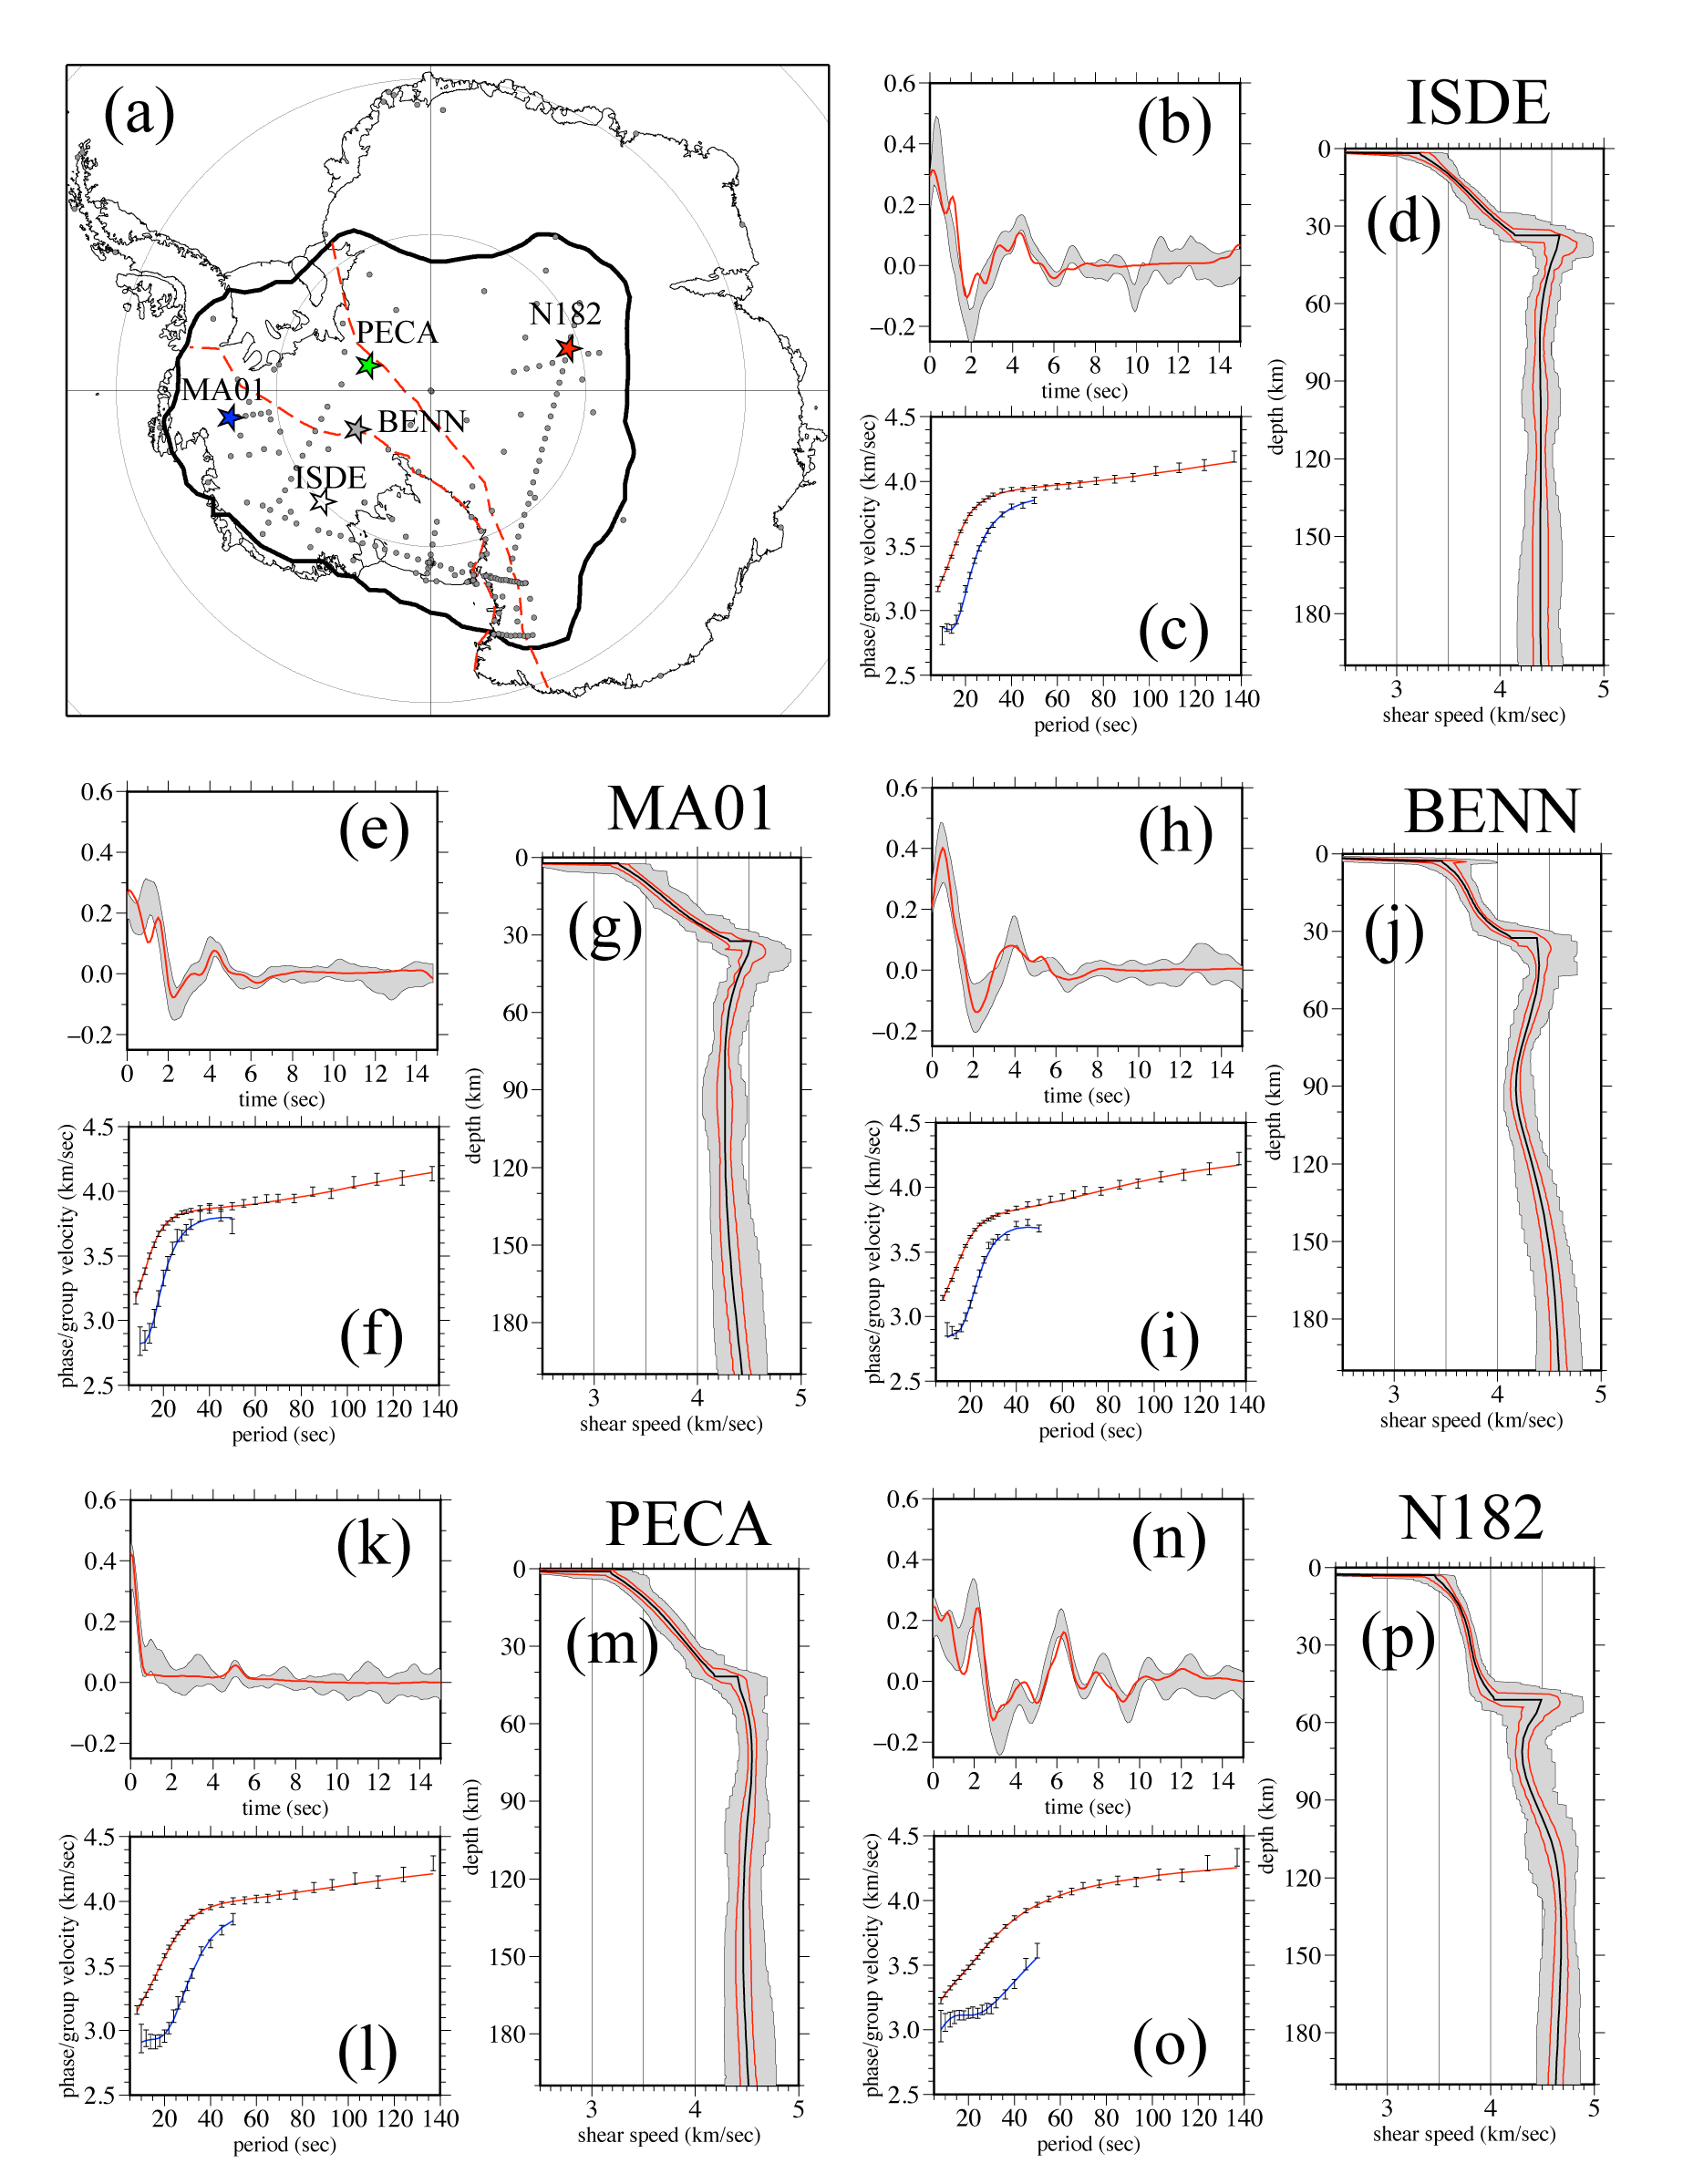 (a)
PECA
N182
MA01
BENN
ISDE
(b)
0.6
0.4
0.2
0.0
−0.2
0 2 4 6 8 10 12 14
time (sec)
(c)
phase/group velocity (km/sec)
4.5
4.0
3.5
3.0
2.5
20 40 60 80 100 120 140
period (sec)
ISDE
(d)
depth (km)
0
30
60
90
120
150
180
3 4 5
shear speed (km/sec)
MA01
(e)
0.6
0.4
0.2
0.0
−0.2
0 2 4 6 8 10 12 14
time (sec)
(f)
phase/group velocity (km/sec)
4.5
4.0
3.5
3.0
2.5
20 40 60 80 100 120 140
period (sec)
(g)
depth (km)
0
30
60
90
120
150
180
3 4 5
shear speed (km/sec)
BENN
(h)
0.6
0.4
0.2
0.0
−0.2
0 2 4 6 8 10 12 14
time (sec)
(i)
phase/group velocity (km/sec)
4.5
4.0
3.5
3.0
2.5
20 40 60 80 100 120 140
period (sec)
(j)
depth (km)
0
30
60
90
120
150
180
3 4 5
shear speed (km/sec)
PECA
(k)
0.6
0.4
0.2
0.0
−0.2
0 2 4 6 8 10 12 14
time (sec)
(l)
phase/group velocity (km/sec)
4.5
4.0
3.5
3.0
2.5
20 40 60 80 100 120 140
period (sec)
(m)
depth (km)
0
30
60
90
120
150
180
3 4 5
shear speed (km/sec)
N182
(n)
0.6
0.4
0.2
0.0
−0.2
0 2 4 6 8 10 12 14
time (sec)
(o)
phase/group velocity (km/sec)
4.5
4.0
3.5
3.0
2.5
20 40 60 80 100 120 140
period (sec)
(p)
depth (km)
0
30
60
90
120
150
180
3 4 5
shear speed (km/sec)